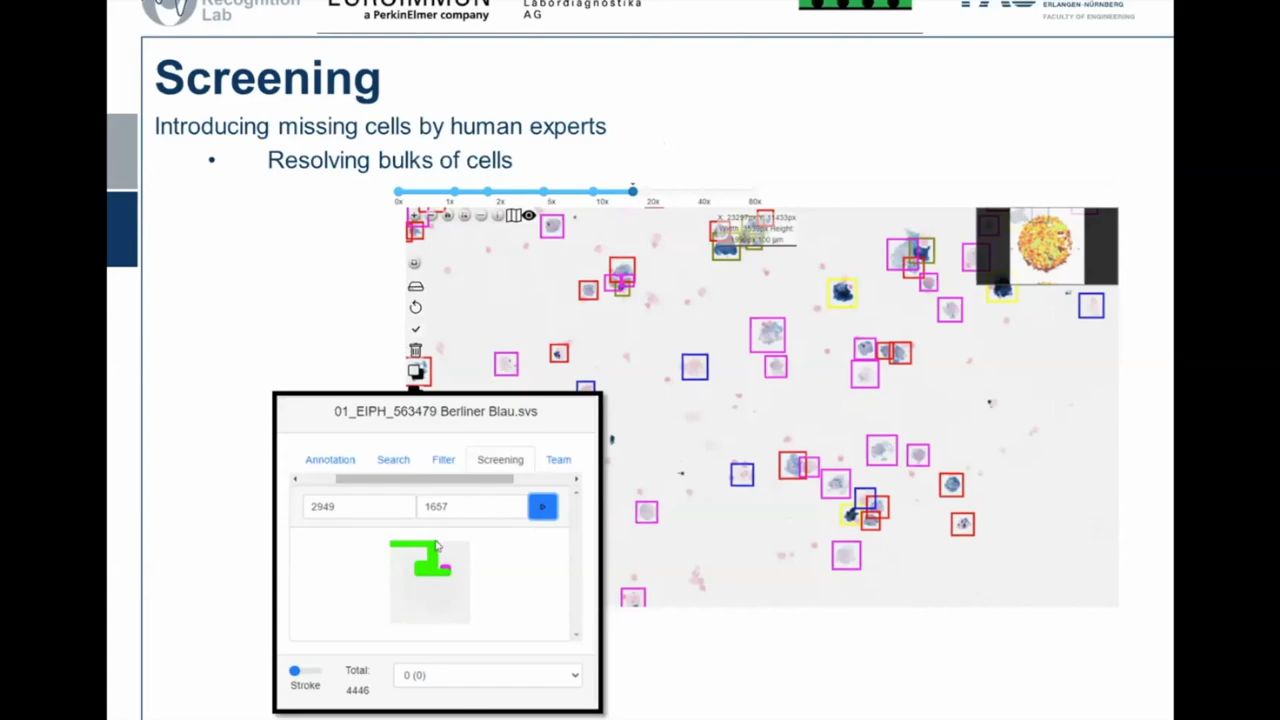 Recognition
Lab
EUROIMMUN
a PerkinElmer company
Labordiagnostika
AG
FAU
ERLANGEN-NÜRNBERG
FACULTY OF ENGINEERING
Screening
Introducing missing cells by human experts
• Resolving bulks of cells
0x 1x 2x 5x 10x 20x 40x 80x
01_EIPH_563479 Berliner Blau.svs
Annotation Search Filter Screening Team
2949 1657
Stroke
Total:
4446
0 (0)